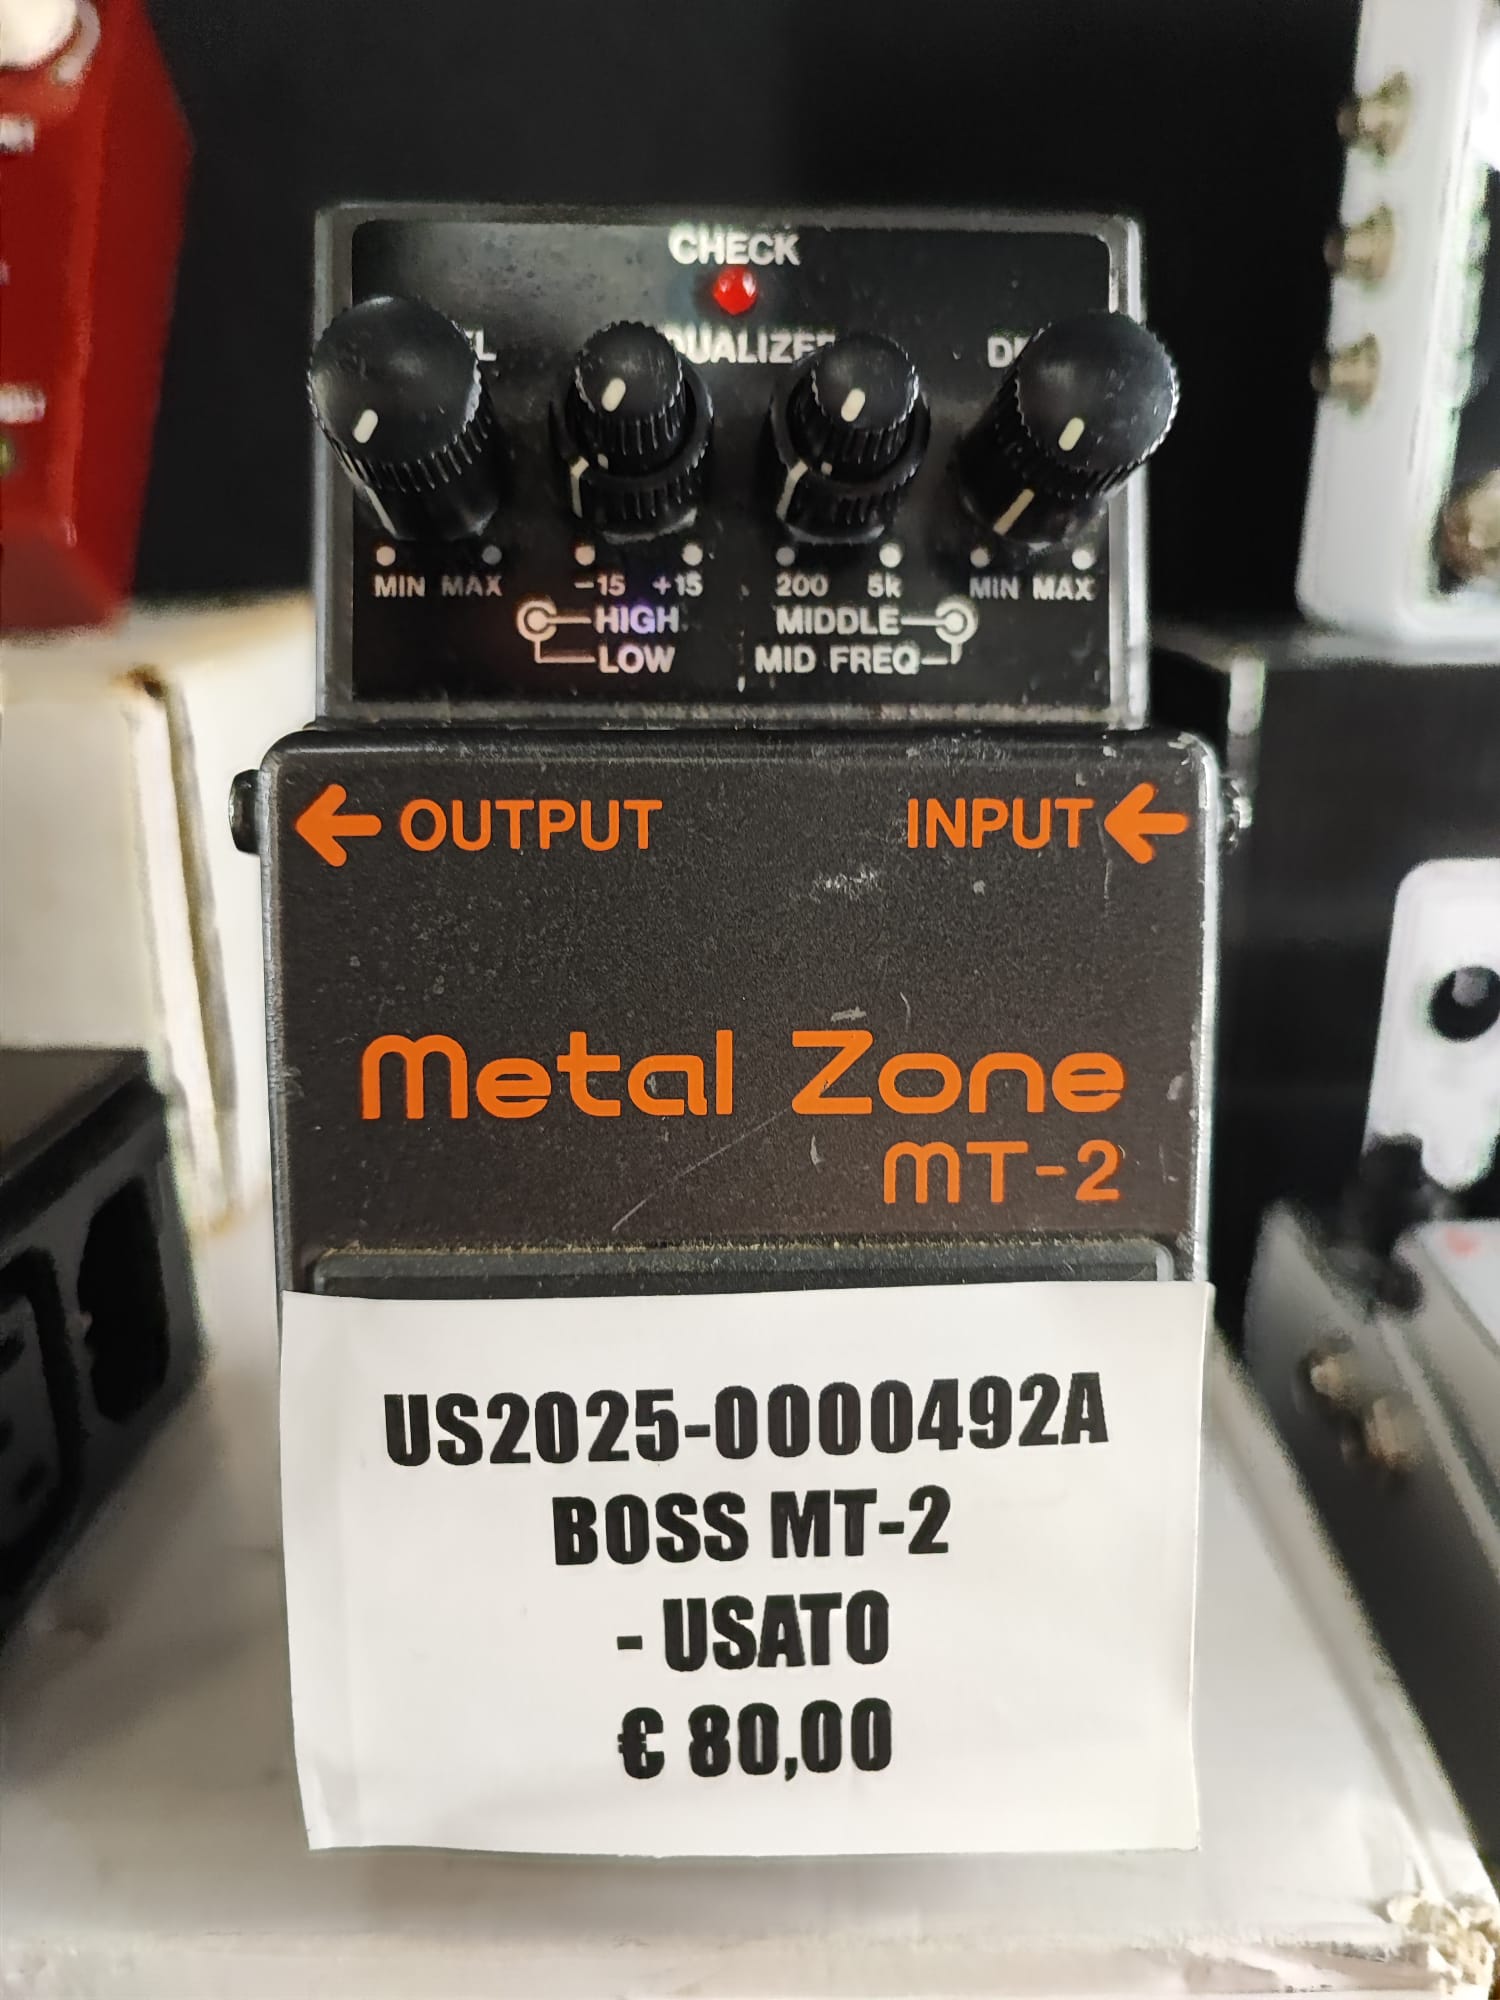 CHECK
MIN MAX
-15 +15
200 5k
MIN MAX
HIGH
LOW
MIDDLE
MID FREQ
OUTPUT
INPUT
Metal Zone
MT-2
US2025-0000492A
BOSS MT-2
- USATO
€ 80,00